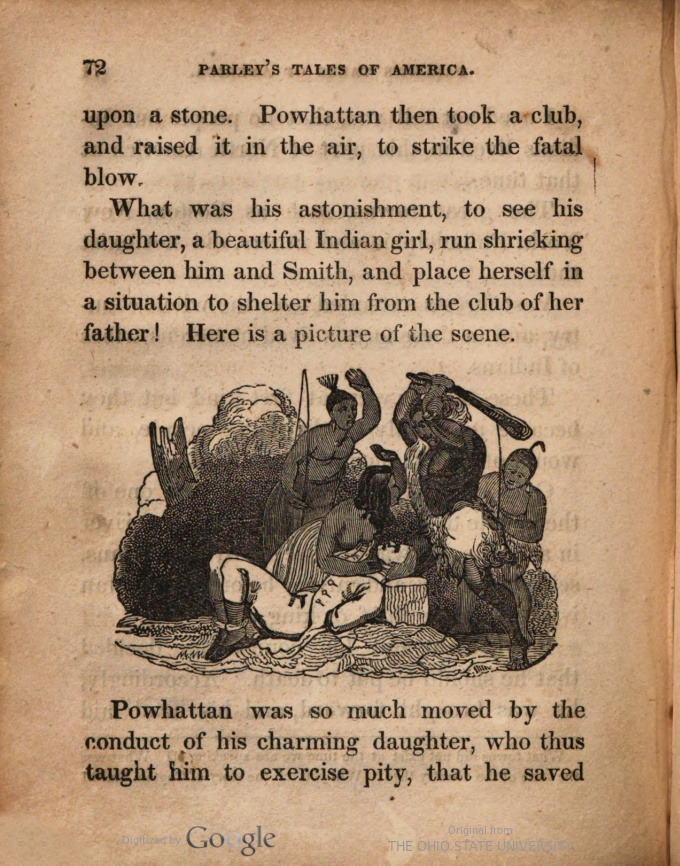 72
PARLEY'S TALES OF AMERICA.
upon a stone. Powhattan then took a club,
and raised it in the air, to strike the fatal
blow.
What was his astonishment, to see his
daughter, a beautiful Indian girl, run shrieking
between him and Smith, and place herself in
a situation to shelter him from the club of her
father! Here is a picture of the scene.
Powhattan was so much moved by the
conduct of his charming daughter, who thus
taught him to exercise pity, that he saved
Digitized by Google
Original from
THE OHIO STATE UNIVERSITY